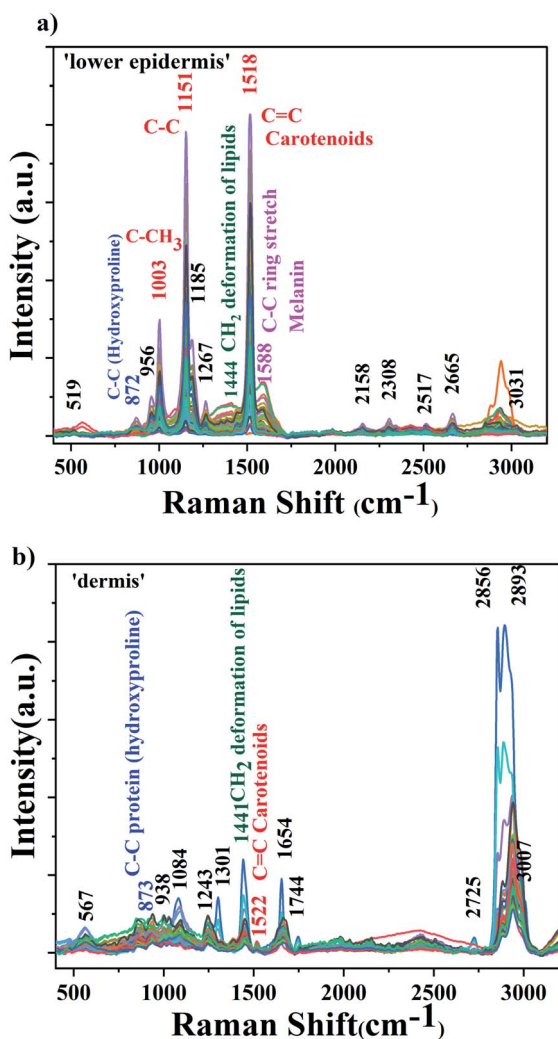 a)
'lower epidermis'
1151
1518
C-C
C=C
Carotenoids
C-CH3
1003
C-C (Hydroxyproline)
872
956
1185
1267
1444 CH2 deformation of lipids
1588 C-C ring stretch
Melanin
519
2158
2308
2517
2665
3031
Intensity (a.u.)
500 1000 1500 2000 2500 3000
Raman Shift (cm-1)
b)
'dermis'
2856
2893
C-C protein (hydroxyproline)
873
567
938
1084
1243
1301
1441CH2 deformation of lipids
1522 C=C Carotenoids
1654
1744
2725
3007
Intensity(a.u.)
500 1000 1500 2000 2500 3000
Raman Shift(cm-1)